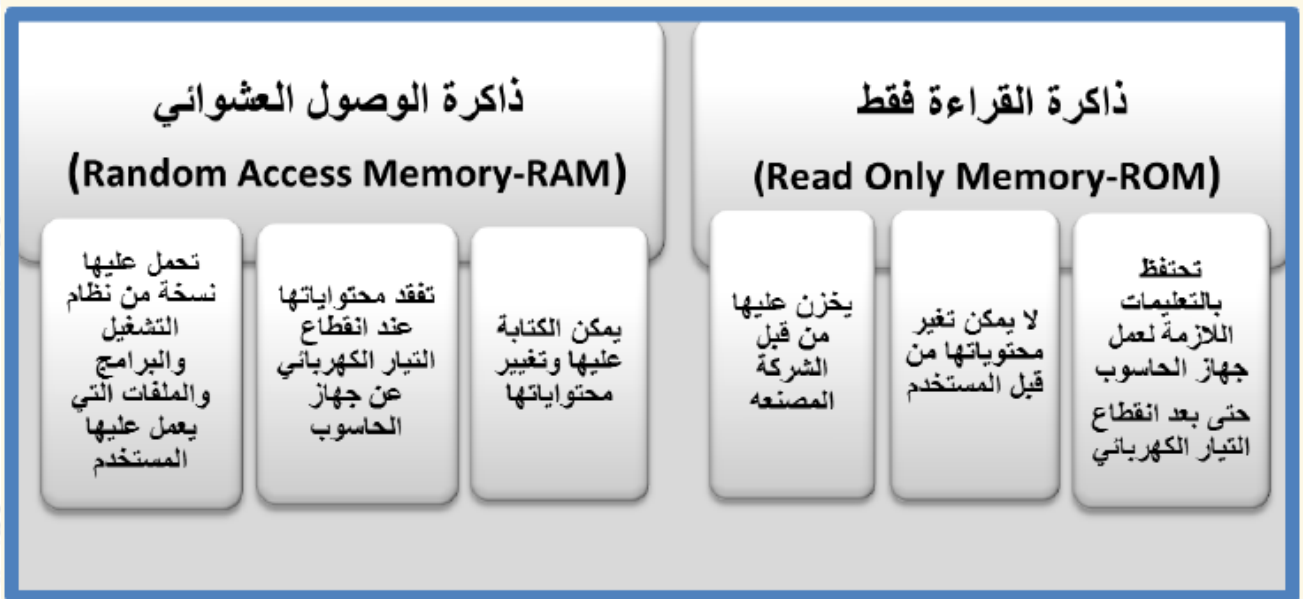 ذاكرة القراءة فقط
(Read Only Memory-ROM)
تحتفظ
بالتعليمات
اللازمة لعمل
جهاز الحاسوب
حتى بعد انقطاع
التيار الكهربائي
لا يمكن تغير
محتوياتها من
قبل المستخدم
يخزن عليها
من قبل
الشركة
المصنعه
ذاكرة الوصول العشوائي
(Random Access Memory-RAM)
يمكن الكتابة
عليها وتغيير
محتواياتها
تفقد محتواياتها
عند انقطاع
التيار الكهربائي
عن جهاز
الحاسوب
تحمل عليها
نسخة من نظام
التشغيل
والبرامج
والملفات التي
يعمل عليها
المستخدم